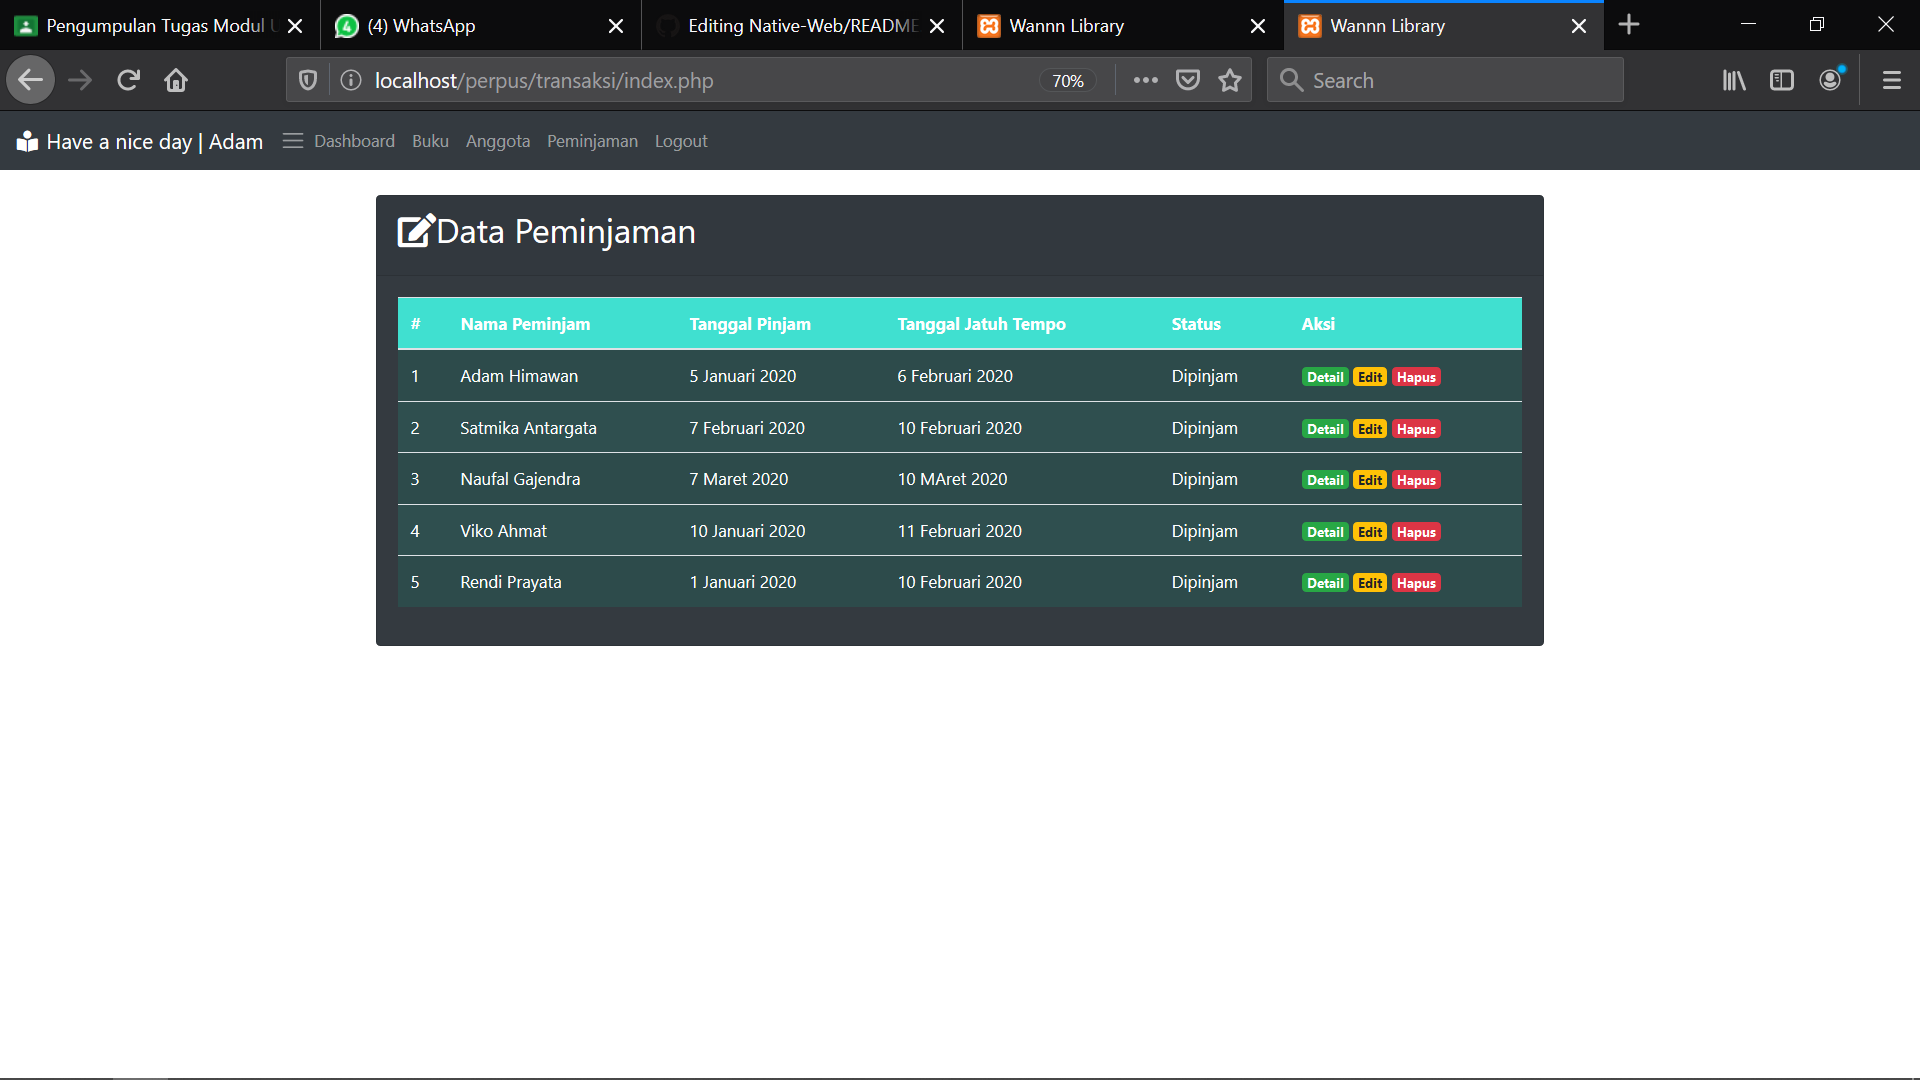 Pengumpulan Tugas Modul (4) WhatsApp Editing Native-Web/README Wannn Library Wannn Library
localhost/perpus/transaksi/index.php 70% Search
Have a nice day | Adam Dashboard Buku Anggota Peminjaman Logout
Data Peminjaman
# Nama Peminjam Tanggal Pinjam Tanggal Jatuh Tempo Status Aksi
1 Adam Himawan 5 Januari 2020 6 Februari 2020 Dipinjam Detail Edit Hapus
2 Satmika Antargata 7 Februari 2020 10 Februari 2020 Dipinjam Detail Edit Hapus
3 Naufal Gajendra 7 Maret 2020 10 MAret 2020 Dipinjam Detail Edit Hapus
4 Viko Ahmat 10 Januari 2020 11 Februari 2020 Dipinjam Detail Edit Hapus
5 Rendi Prayata 1 Januari 2020 10 Februari 2020 Dipinjam Detail Edit Hapus